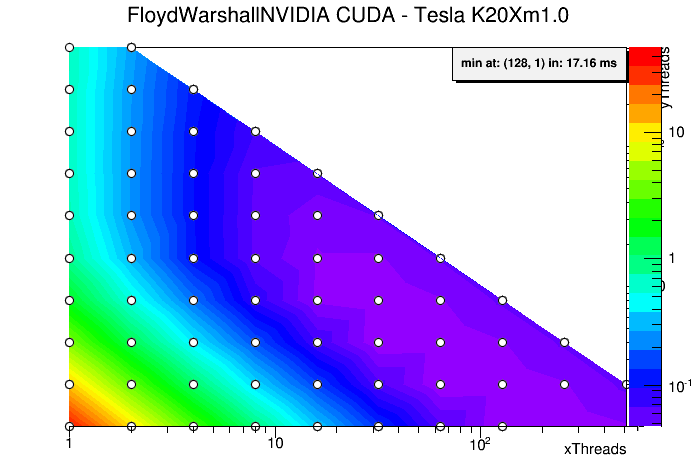 FloydWarshallNVIDIA CUDA - Tesla K20Xm1.0
min at: (128, 1) in: 17.16 ms
yThreads
10
1
10⁻¹
1
10
10²
xThreads